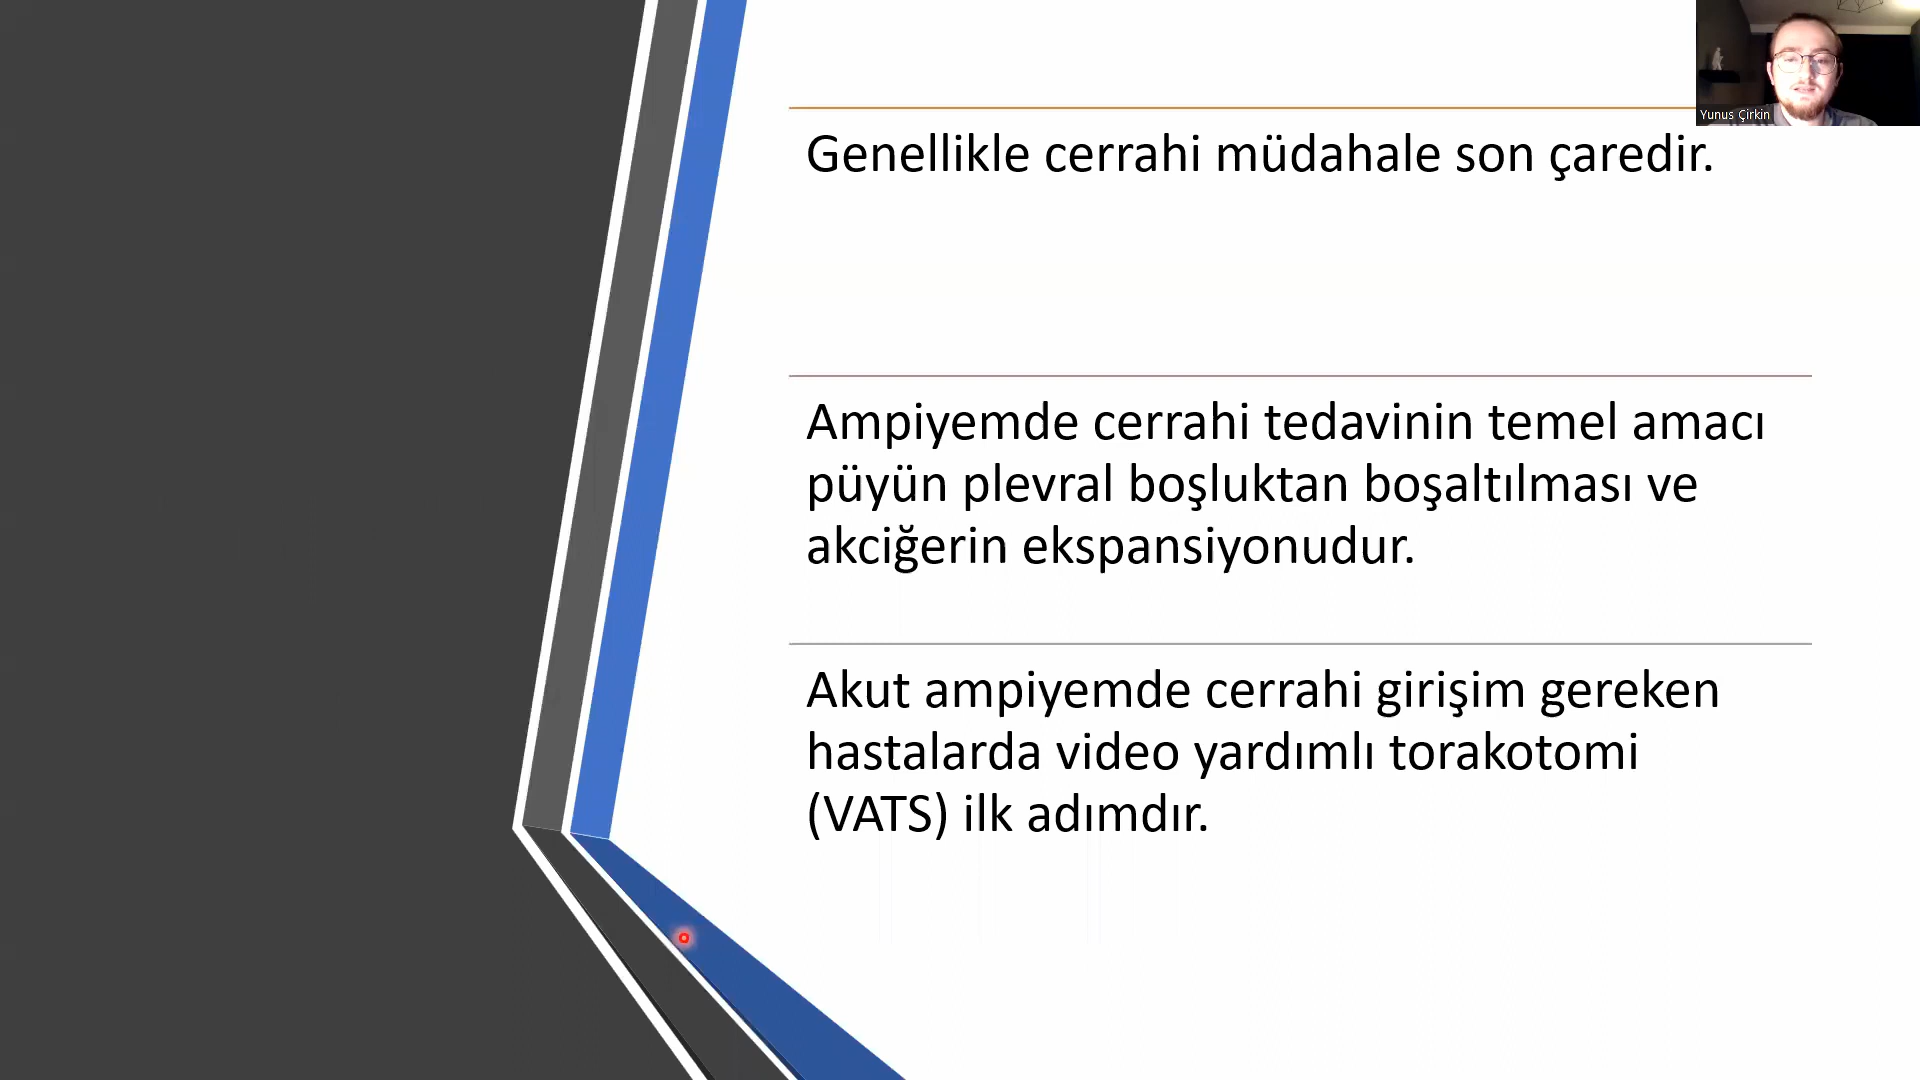 Yunus Çirkin
Genellikle cerrahi müdahale son çaredir.
Ampiyemde cerrahi tedavinin temel amacı
püyün plevral boşluktan boşaltılması ve
akciğerin ekspansiyonudur.
Akut ampiyemde cerrahi girişim gereken
hastalarda video yardımlı torakotomi
(VATS) ilk adımdır.